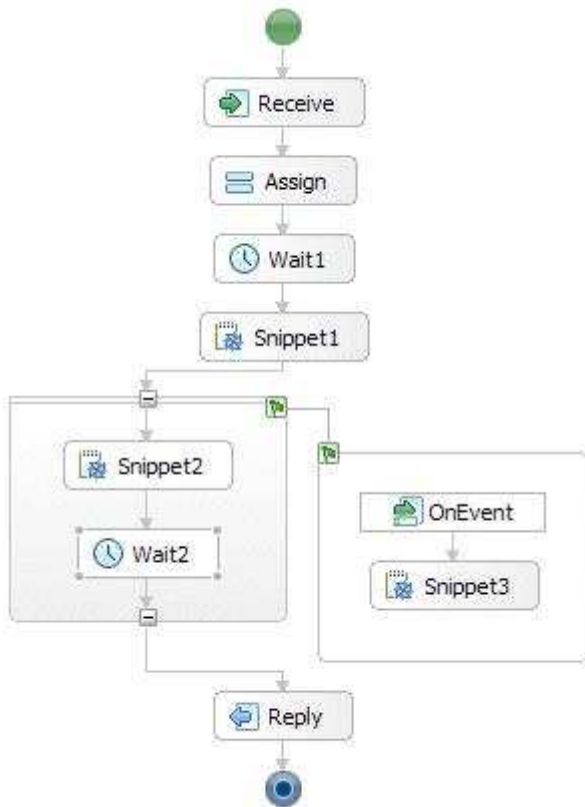 Receive
Assign
Wait1
Snippet1
Snippet2
Wait2
OnEvent
Snippet3
Reply